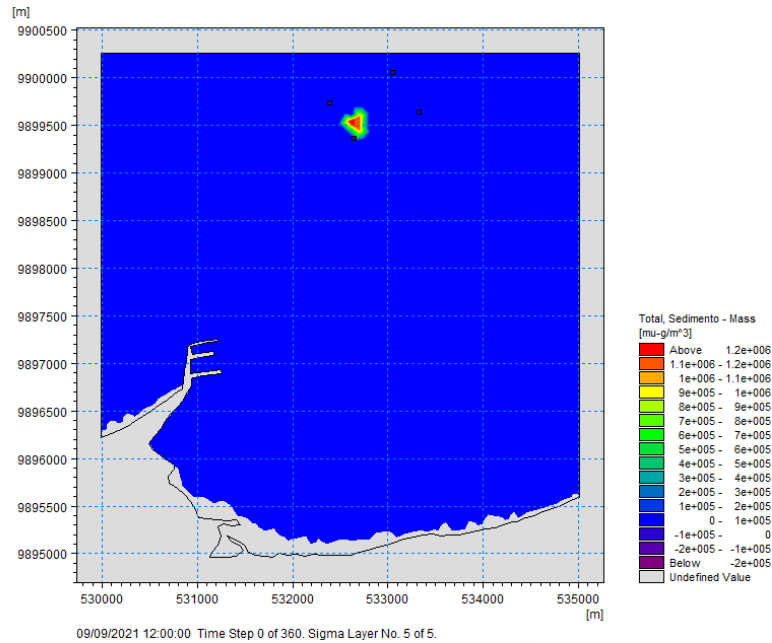 [m]
9900500
9900000
9899500
9899000
9898500
9898000
9897500
9897000
9896500
9896000
9895500
9895000
530000 531000 532000 533000 534000 535000
[m]
09/09/2021 12:00:00 Time Step 0 of 360. Sigma Layer No. 5 of 5.
Total, Sedimento - Mass
[mu-g/m^3]
Above 1.2e+006
1.1e+006 - 1.2e+006
1e+006 - 1.1e+006
9e+005 - 1e+006
8e+005 - 9e+005
7e+005 - 8e+005
6e+005 - 7e+005
5e+005 - 6e+005
4e+005 - 5e+005
3e+005 - 4e+005
2e+005 - 3e+005
1e+005 - 2e+005
0 - 1e+005
-1e+005 - 0
-2e+005 - -1e+005
Below -2e+005
Undefined Value